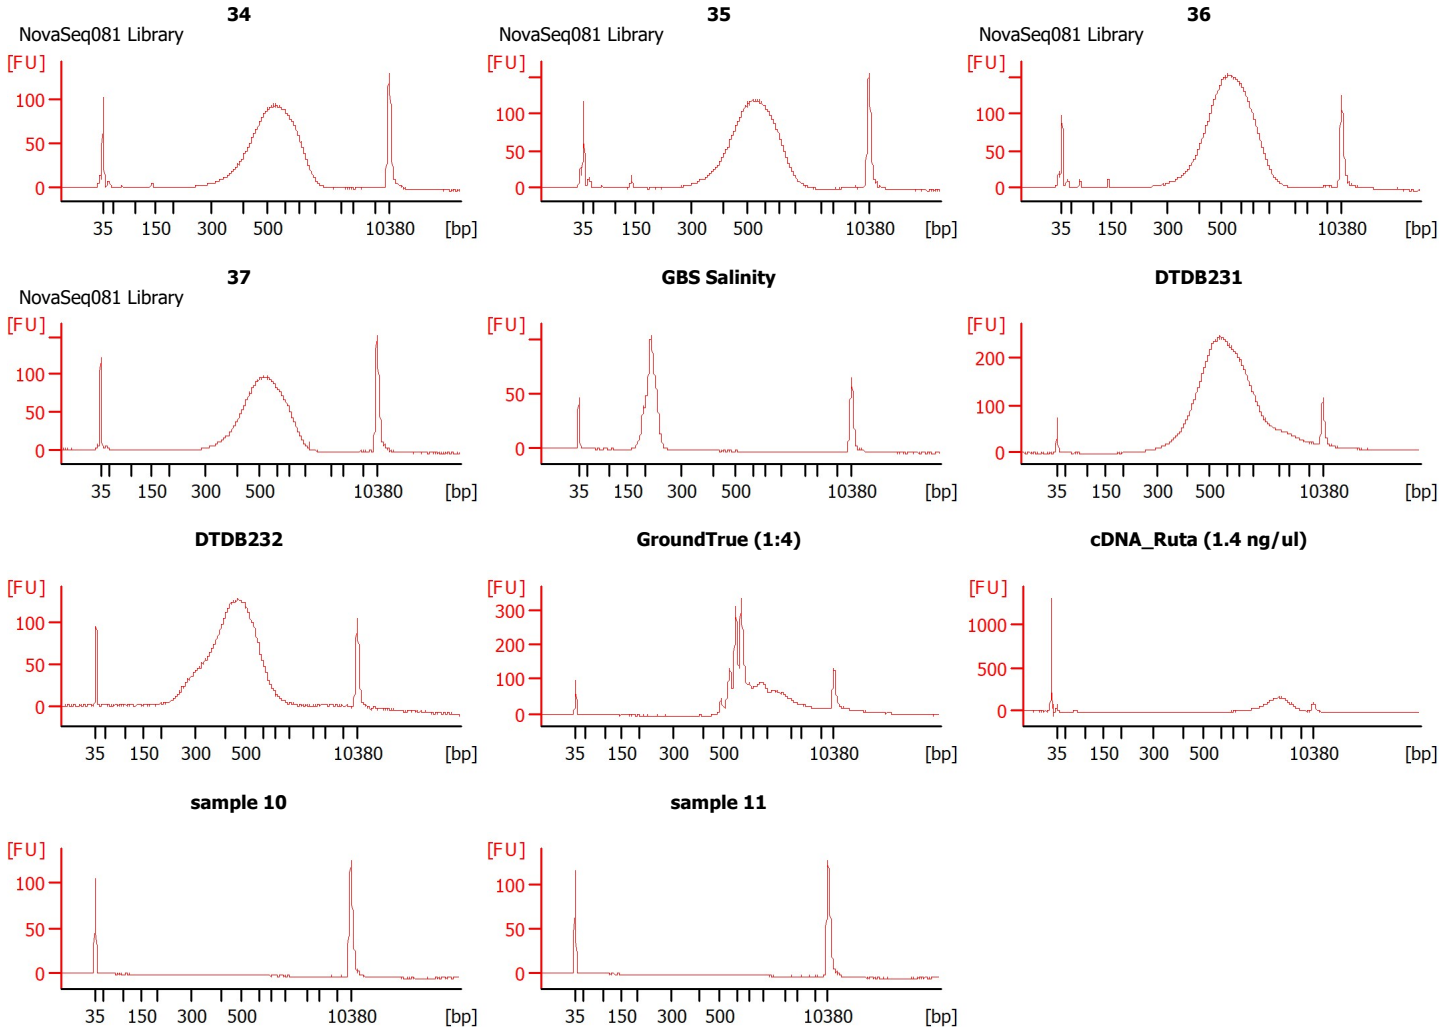 34
NovaSeq081 Library
[FU]
100
50
0
35 150 300 500 10380 [bp]
35
NovaSeq081 Library
[FU]
100
50
0
35 150 300 500 10380 [bp]
36
NovaSeq081 Library
[FU]
100
50
0
35 150 300 500 10380 [bp]
37
NovaSeq081 Library
[FU]
100
50
0
35 150 300 500 10380 [bp]
GBS Salinity
[FU]
50
0
35 150 300 500 10380 [bp]
DTDB231
[FU]
200
100
0
35 150 300 500 10380 [bp]
DTDB232
[FU]
100
50
0
35 150 300 500 10380 [bp]
GroundTrue (1:4)
[FU]
300
200
100
0
35 150 300 500 10380 [bp]
cDNA_Ruta (1.4 ng/ul)
[FU]
1000
500
0
35 150 300 500 10380 [bp]
sample 10
[FU]
100
50
0
35 150 300 500 10380 [bp]
sample 11
[FU]
100
50
0
35 150 300 500 10380 [bp]